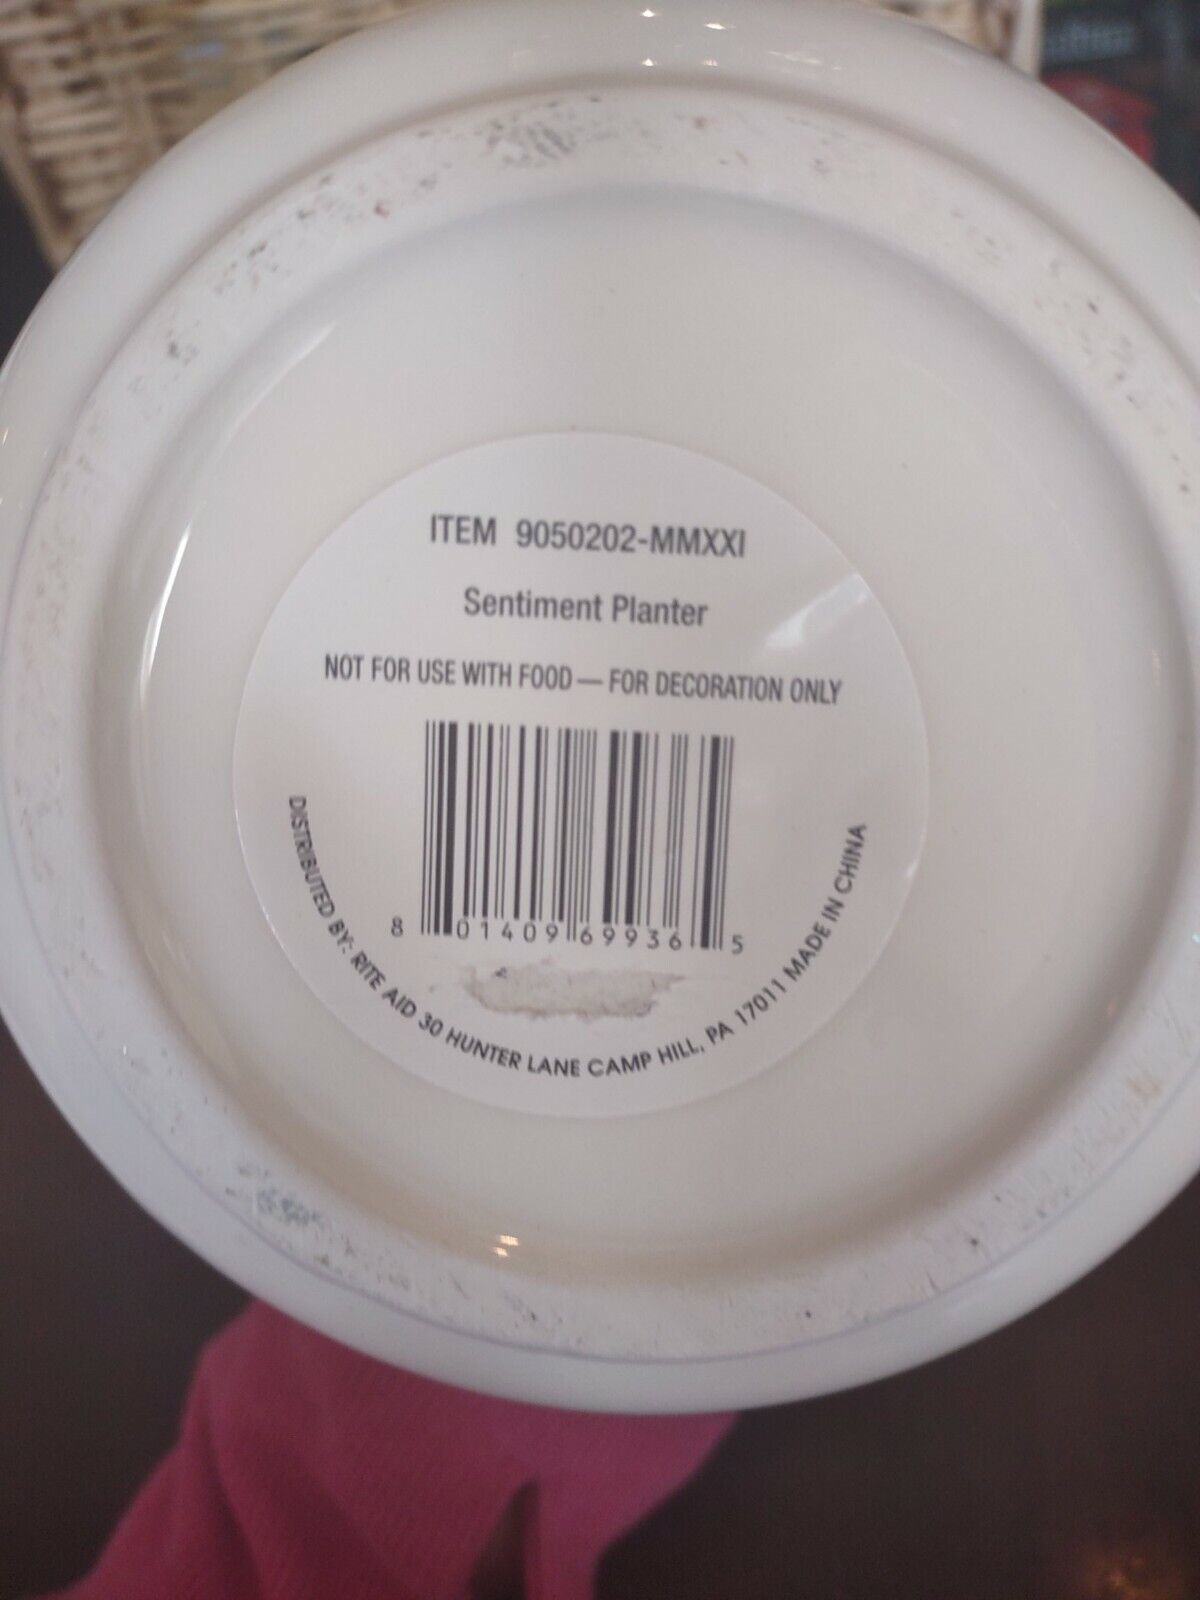 ITEM 9050202-MMXXI
Sentiment Planter
NOT FOR USE WITH FOOD — FOR DECORATION ONLY
8 01409 69936 5
DISTRIBUTED BY: RITE AID 30 HUNTER LANE CAMP HILL, PA 17011 MADE IN CHINA